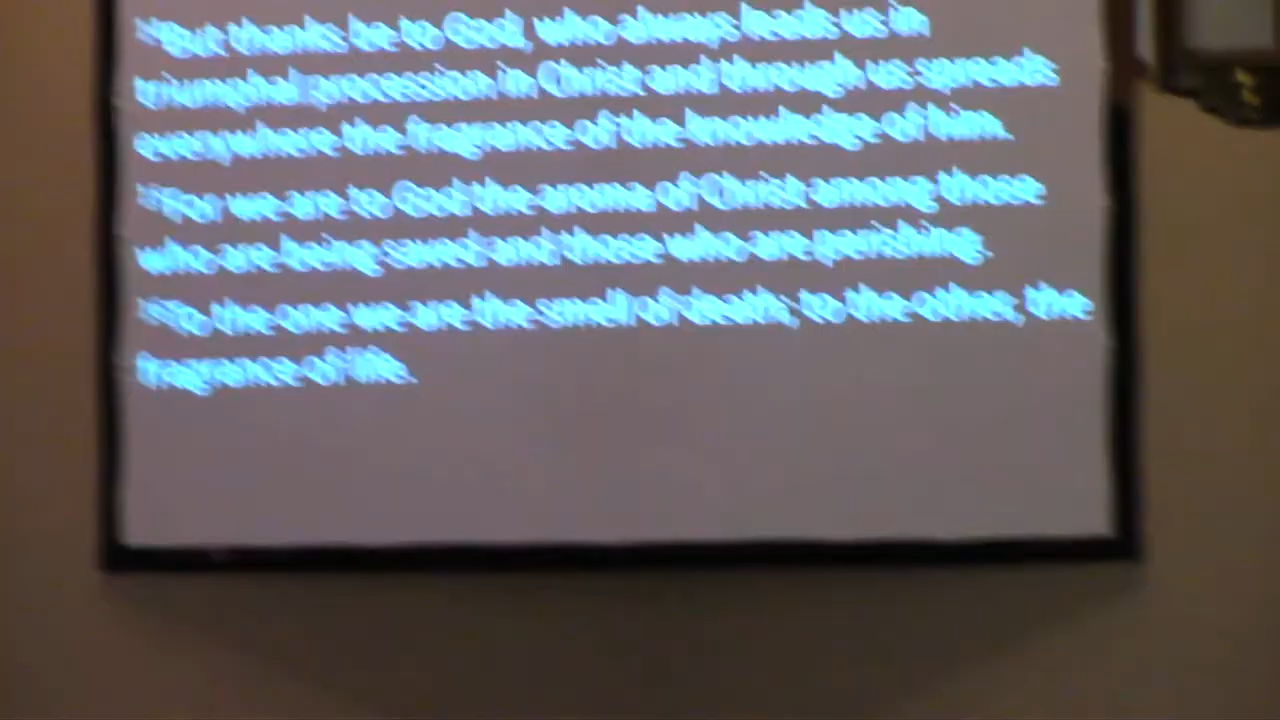 But thanks be to God, who always leads us in
triumphal procession in Christ and through us spreads
everywhere the fragrance of the knowledge of him.
For we are to God the aroma of Christ among those
who are being saved and those who are perishing.
To the one we are the smell of death; to the other, the
fragrance of life.